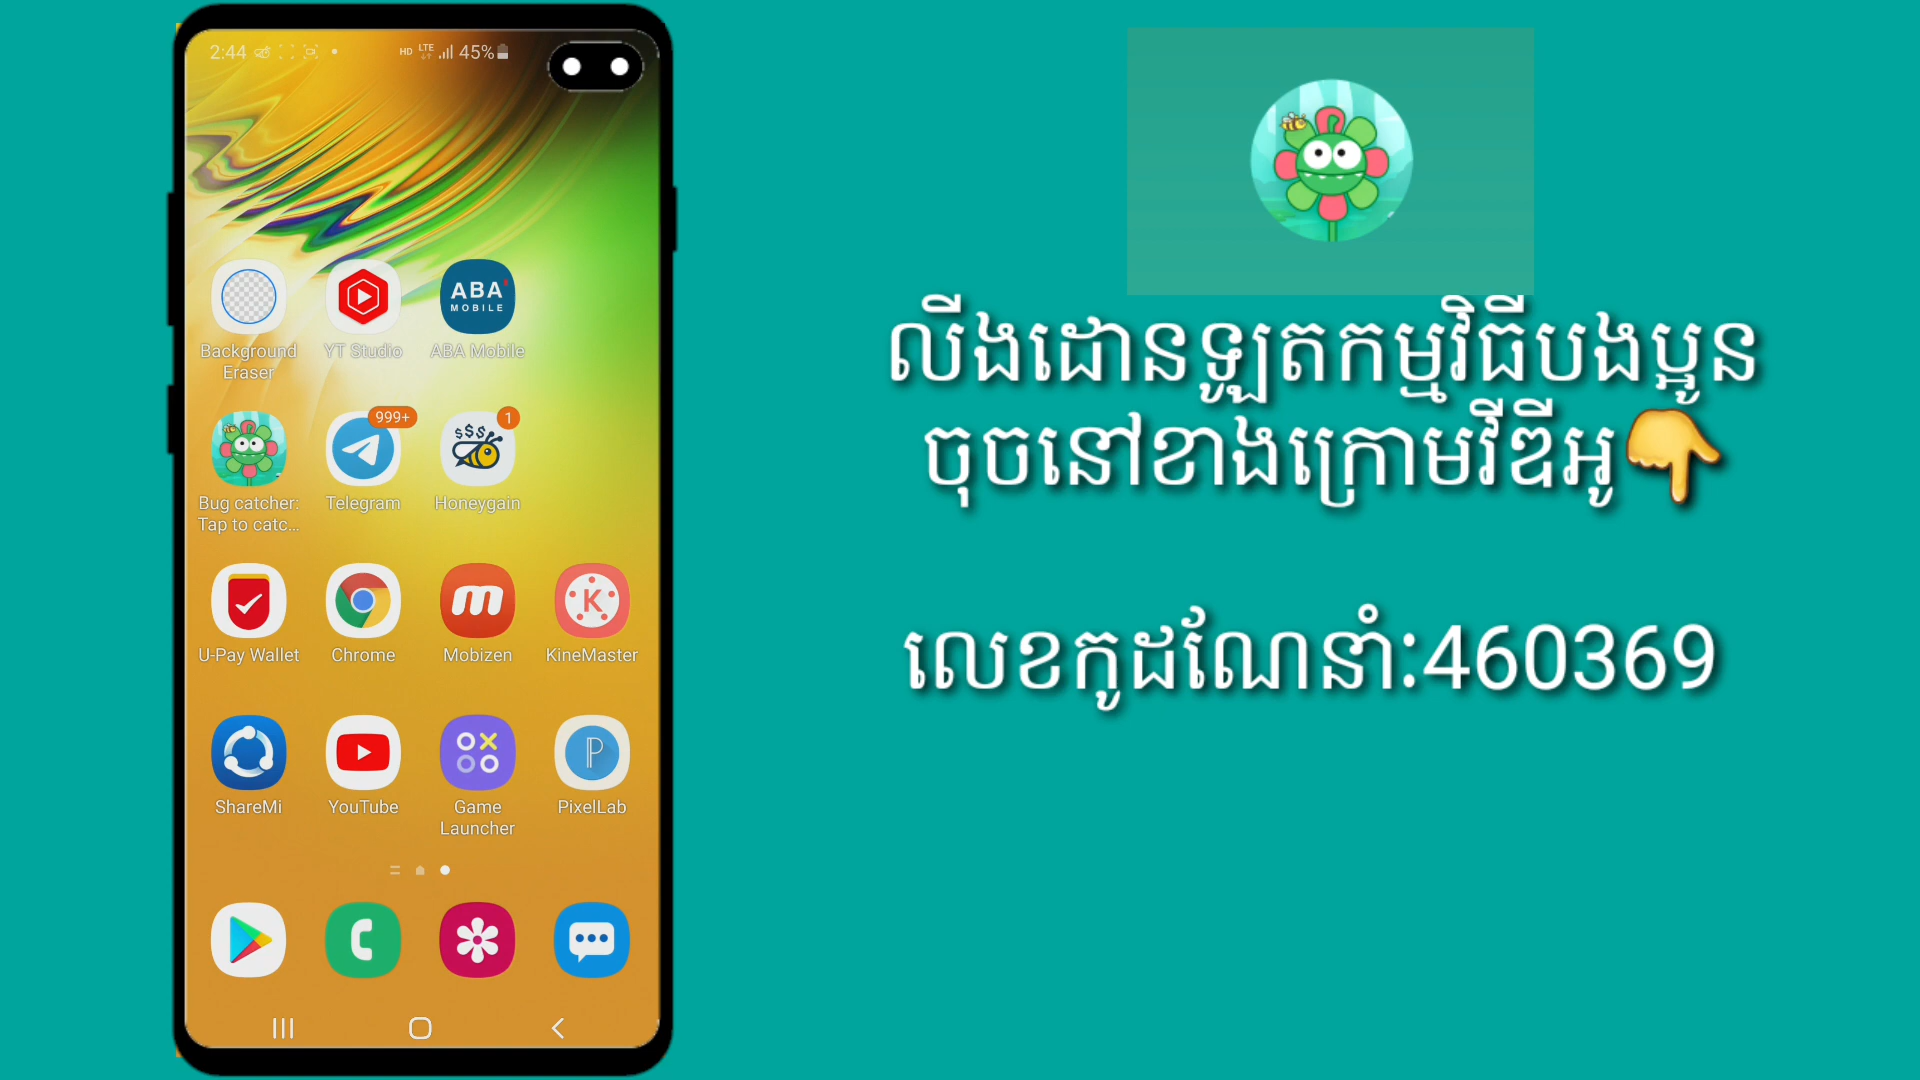 2:44
HD LTE 45%
Background
Eraser
YT Studio
ABA
MOBILE
ABA Mobile
Bug catcher:
Tap to catc...
999+
Telegram
$$$
1
Honeygain
U-Pay Wallet
Chrome
m
Mobizen
K
KineMaster
ShareMi
YouTube
Game
Launcher
P
PixelLab
លីងដោនឡូតកម្មវិធីបងប្អូន
ចុចនៅខាងក្រោមវីឌីអូ👇
លេខកូដណែនាំ:460369